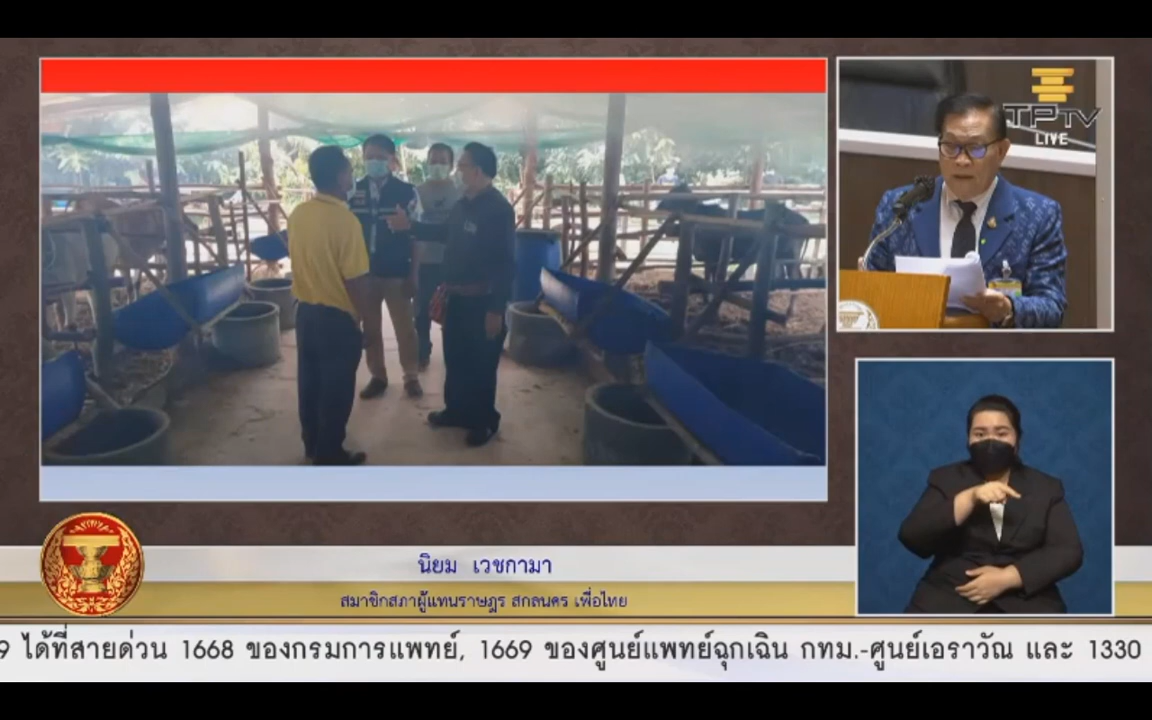 TPTV
LIVE
นิยม เวชกามา
สมาชิกสภาผู้แทนราษฎร สกลนคร เพื่อไทย
9 ได้ที่สายด่วน 1668 ของกรมการแพทย์, 1669 ของศูนย์แพทย์ฉุกเฉิน กทม.-ศูนย์เอราวัณ และ 1330